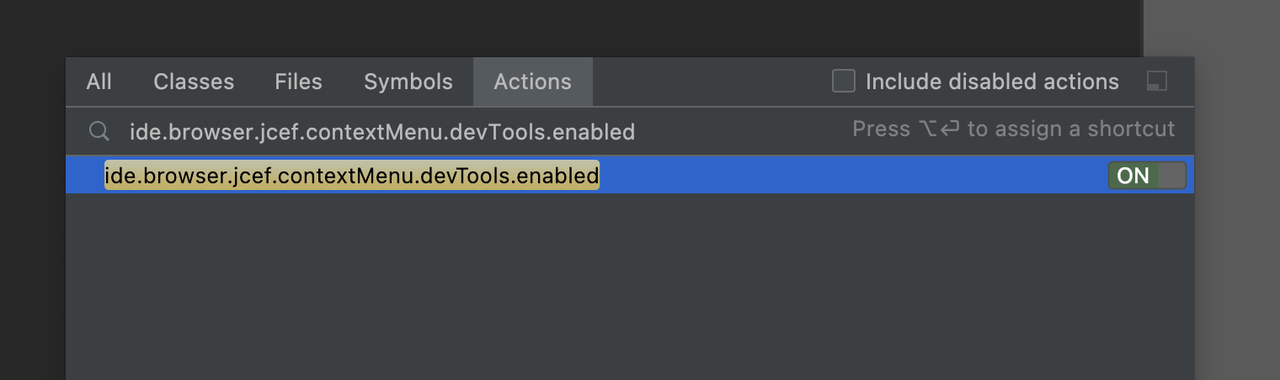 All Classes Files Symbols Actions Include disabled actions
ide.browser.jcef.contextMenu.devTools.enabled Press ⌥↩ to assign a shortcut
ide.browser.jcef.contextMenu.devTools.enabled ON